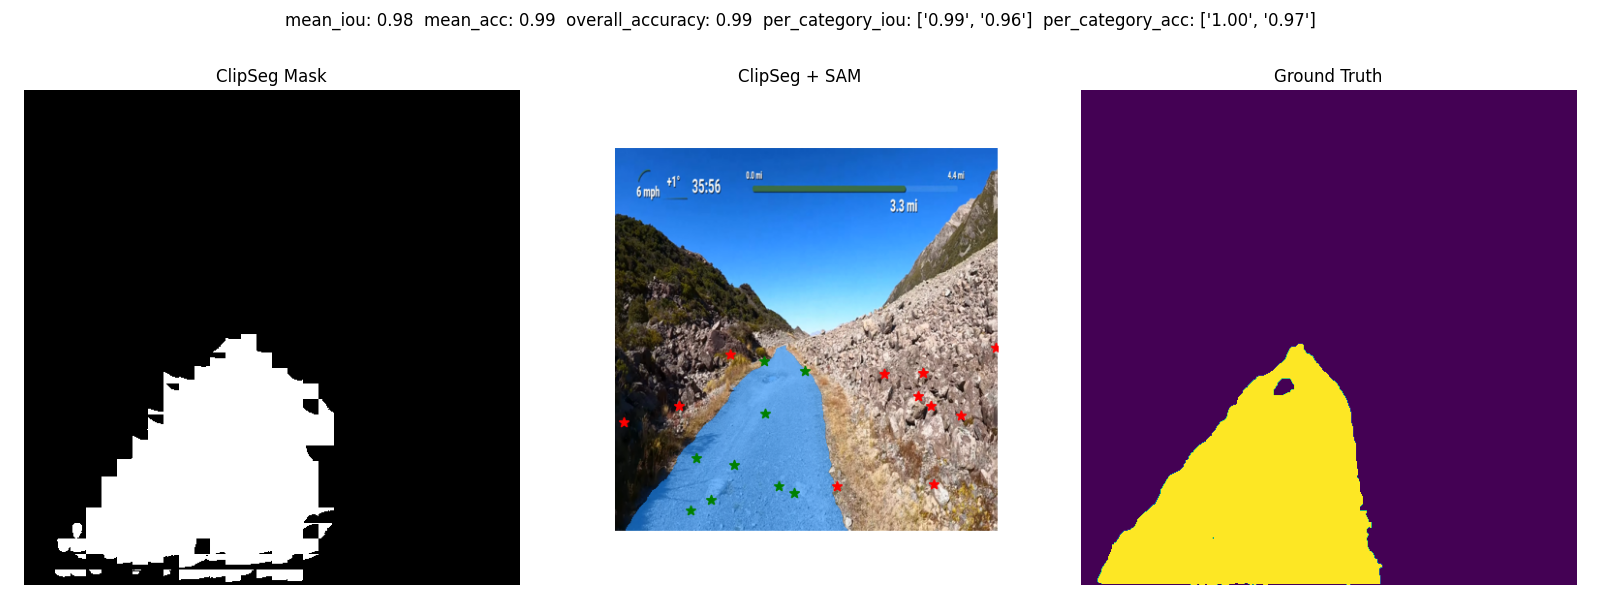 mean_iou: 0.98  mean_acc: 0.99  overall_accuracy: 0.99  per_category_iou: ['0.99', '0.96']  per_category_acc: ['1.00', '0.97']
ClipSeg Mask
ClipSeg + SAM
Ground Truth
0.0 mi
4.4 mi
6 mph
+1°
35:56
3.3 mi